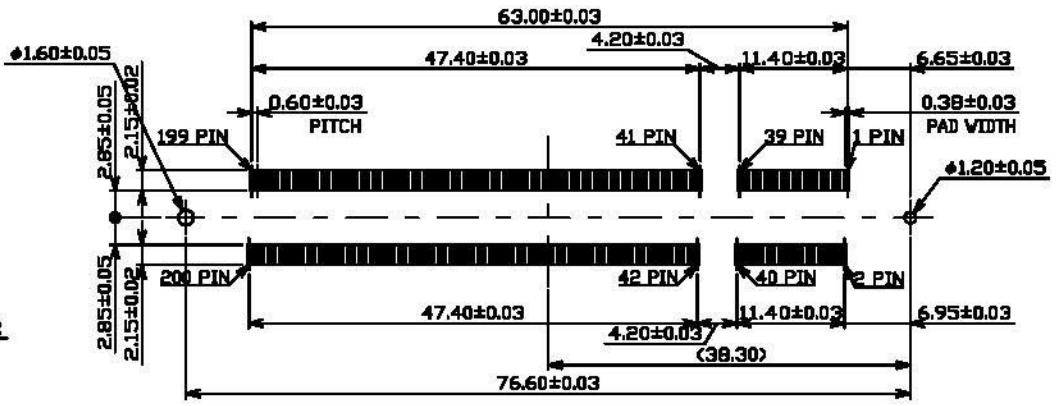 63.00±0.03
4.20±0.03
ϕ1.60±0.05
47.40±0.03
11.40±0.03
6.65±0.03
2.85±0.05
2.15±0.02
0.60±0.03
PITCH
0.38±0.03
PAD WIDTH
199 PIN
41 PIN
39 PIN
1 PIN
ϕ1.20±0.05
200 PIN
42 PIN
40 PIN
2 PIN
2.85±0.05
2.15±0.02
47.40±0.03
4.20±0.03
11.40±0.03
6.95±0.03
(38.30)
76.60±0.03